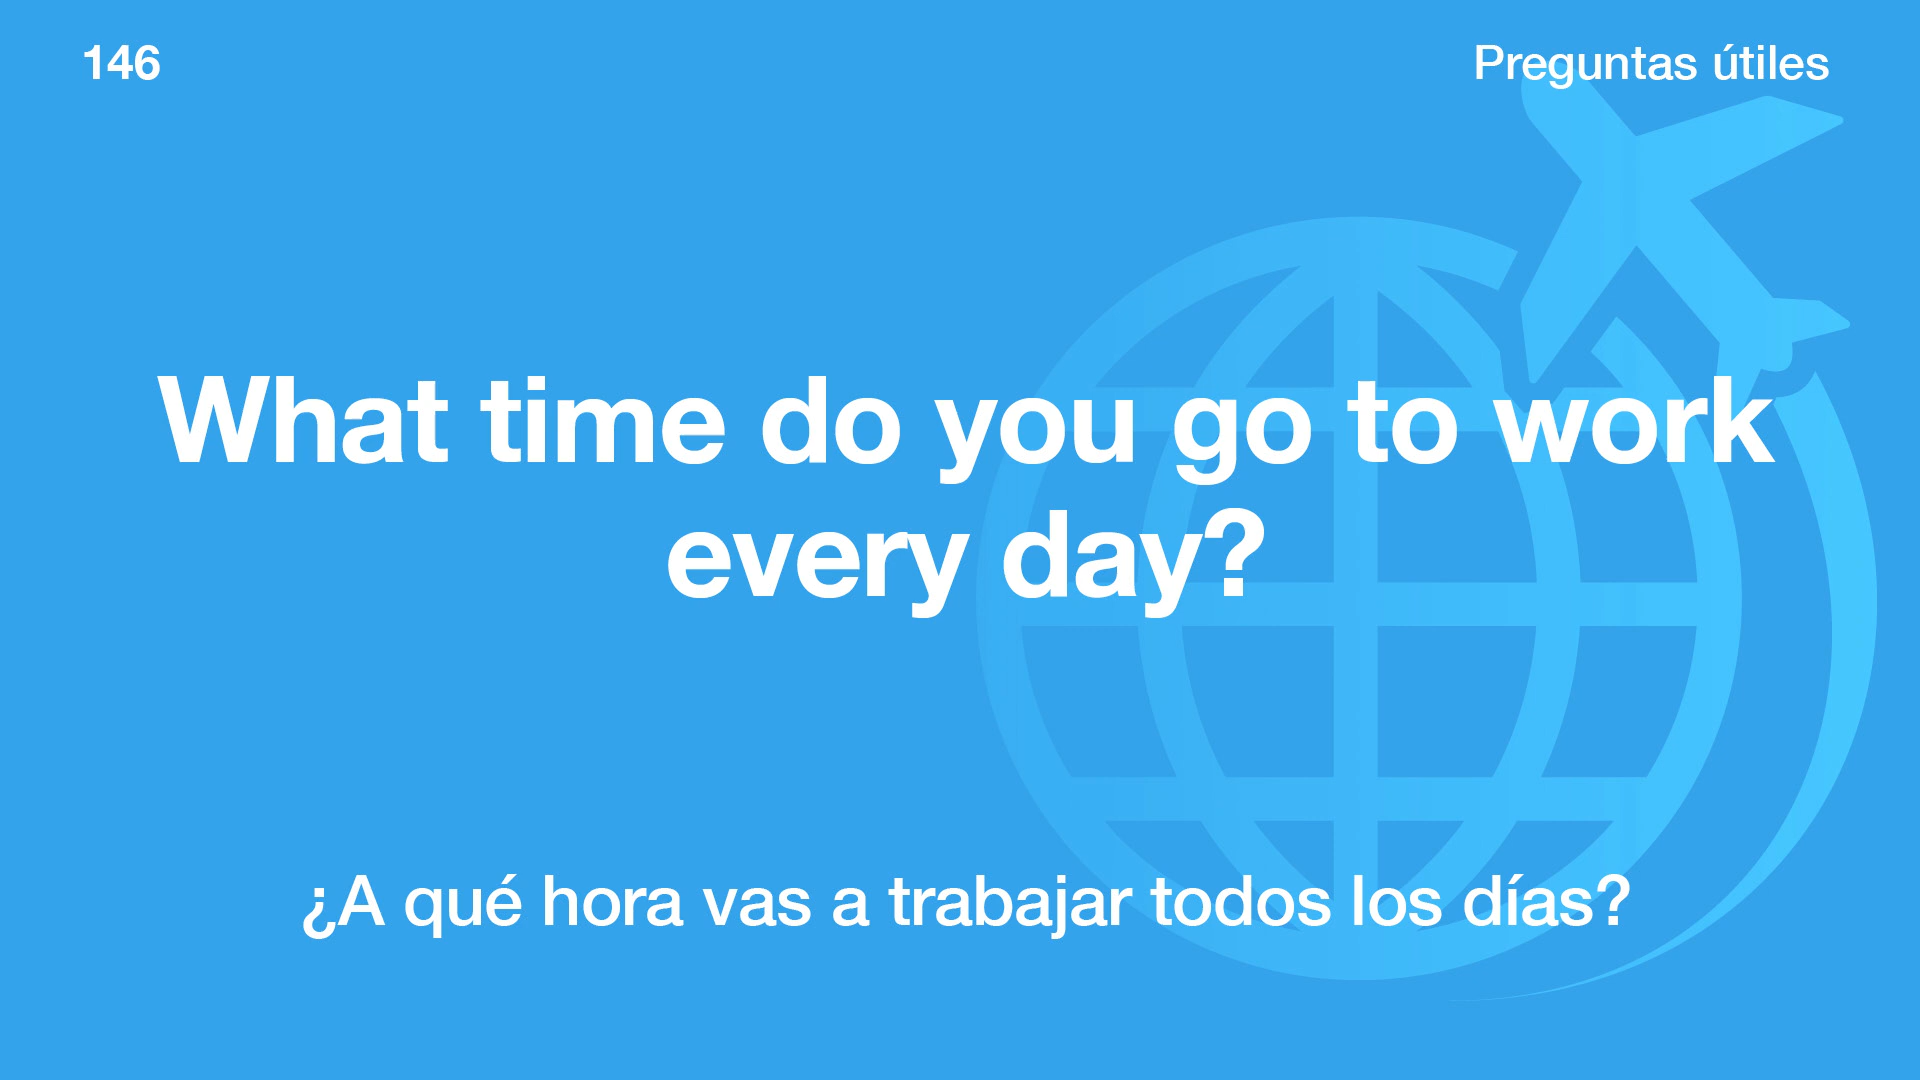 146
Preguntas útiles
What time do you go to work
every day?
¿A qué hora vas a trabajar todos los días?